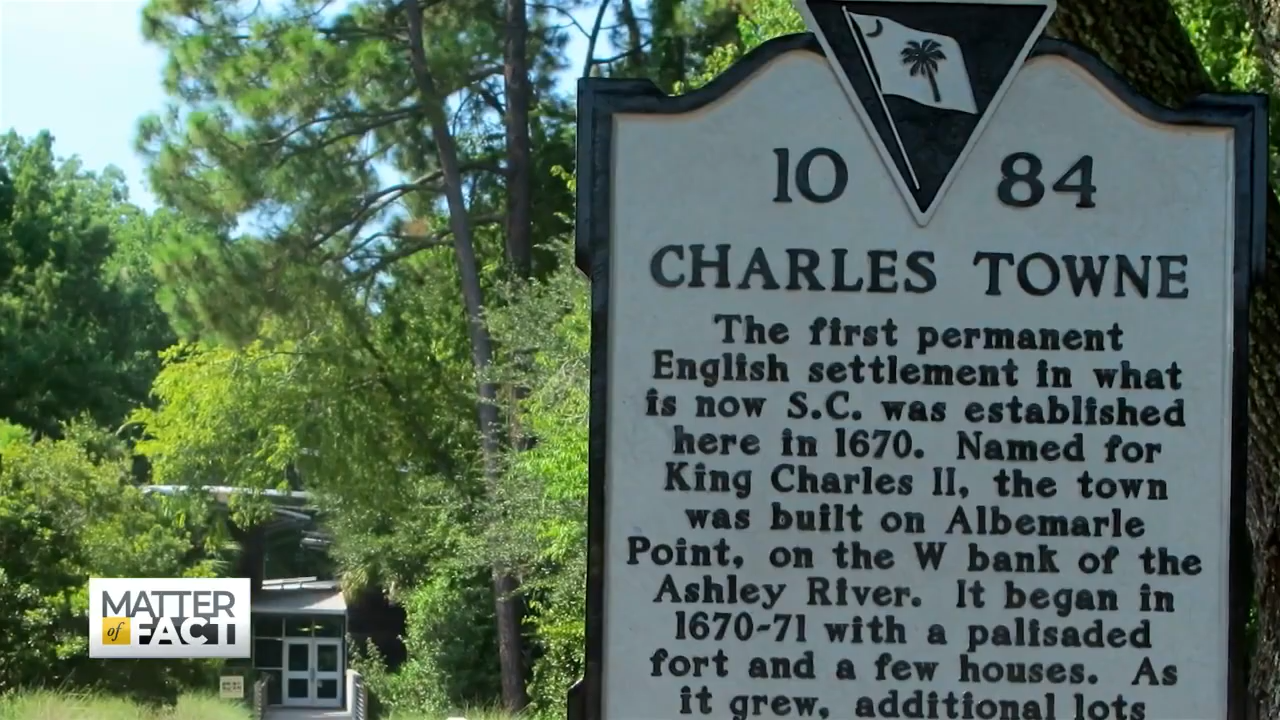 10 84
CHARLES TOWNE
The first permanent
English settlement in what
is now S.C. was established
here in 1670. Named for
King Charles II, the town
was built on Albemarle
Point, on the W bank of the
Ashley River. It began in
1670-71 with a palisaded
fort and a few houses. As
it grew, additional lots
MATTER
of FACT